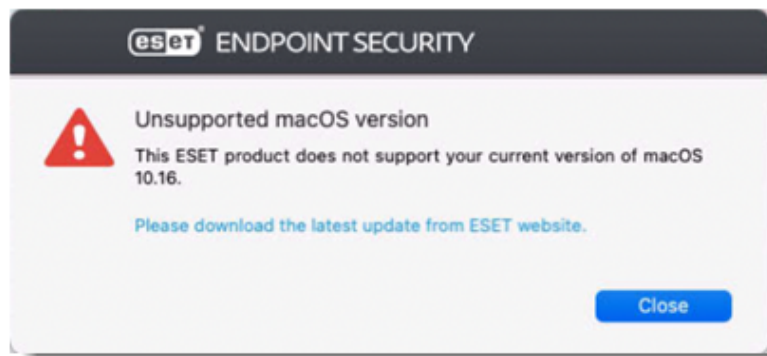 eseT® ENDPOINT SECURITY
Unsupported macOS version
This ESET product does not support your current version of macOS
10.16.
Please download the latest update from ESET website.
Close